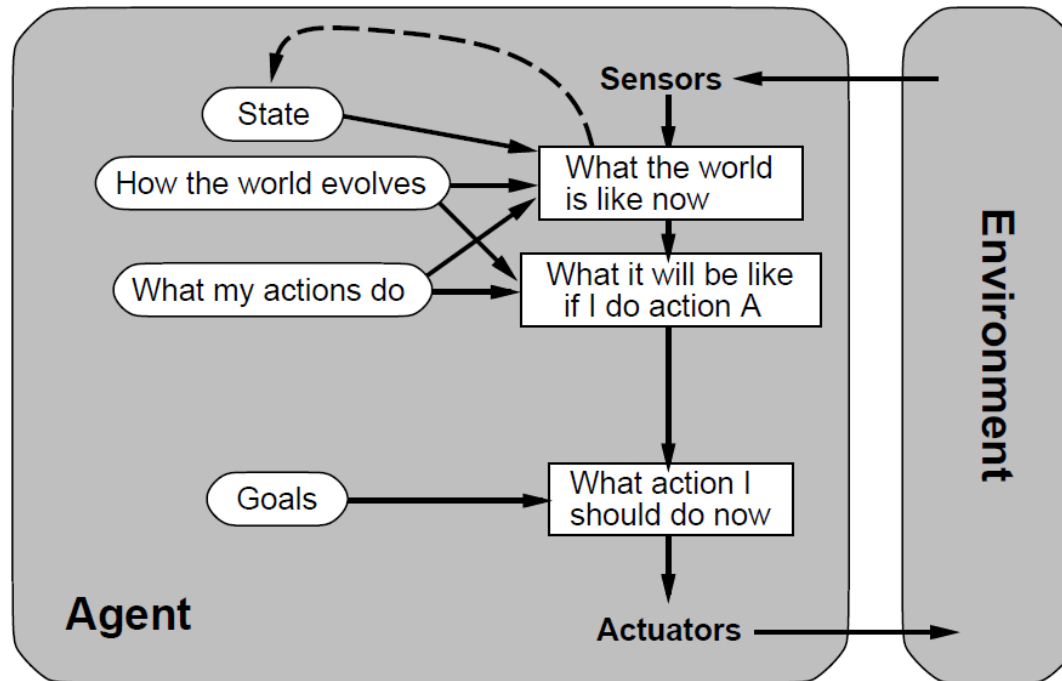 Sensors
State
What the world
is like now
How the world evolves
What it will be like
if I do action A
What my actions do
Environment
Goals
What action I
should do now
Agent
Actuators